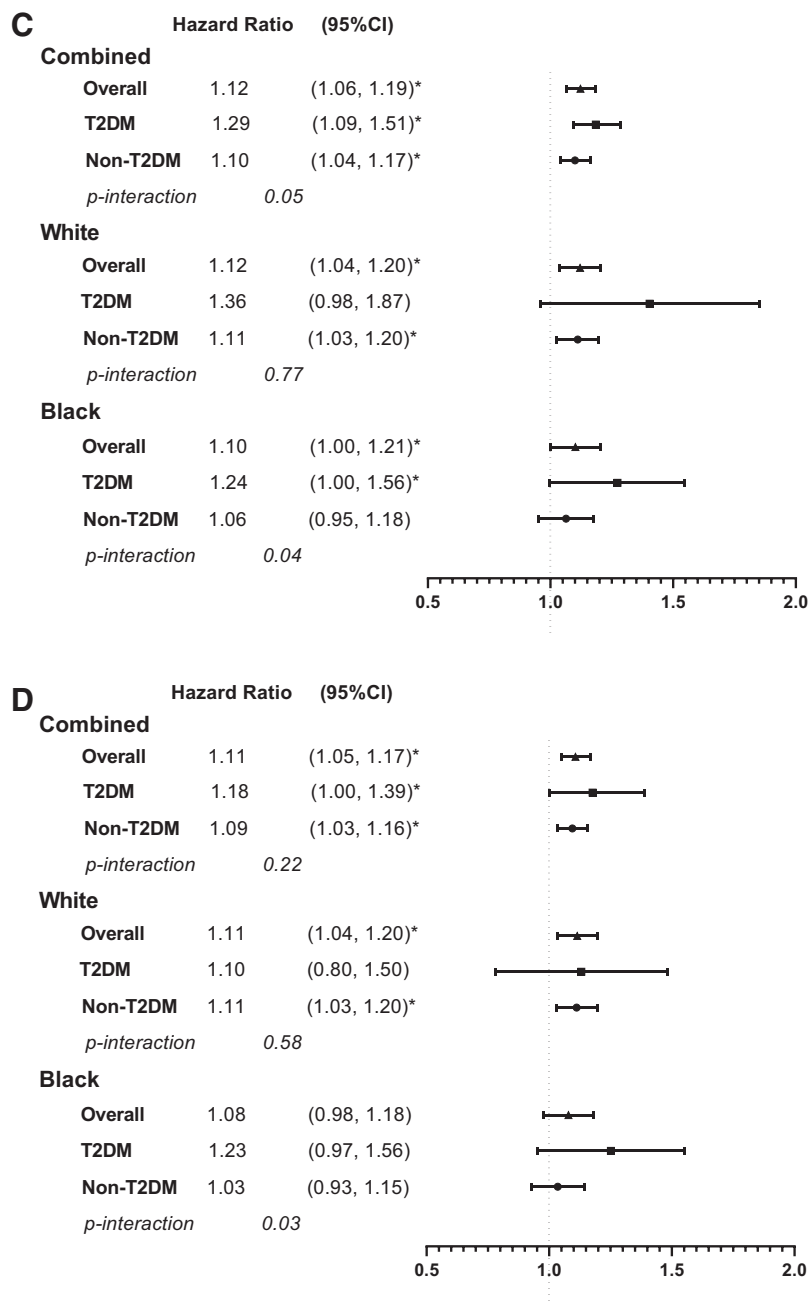 C
Hazard Ratio (95%CI)
Combined
Overall 1.12 (1.06, 1.19)*
T2DM 1.29 (1.09, 1.51)*
Non-T2DM 1.10 (1.04, 1.17)*
p-interaction 0.05
White
Overall 1.12 (1.04, 1.20)*
T2DM 1.36 (0.98, 1.87)
Non-T2DM 1.11 (1.03, 1.20)*
p-interaction 0.77
Black
Overall 1.10 (1.00, 1.21)*
T2DM 1.24 (1.00, 1.56)*
Non-T2DM 1.06 (0.95, 1.18)
p-interaction 0.04
0.5 1.0 1.5 2.0
D
Hazard Ratio (95%CI)
Combined
Overall 1.11 (1.05, 1.17)*
T2DM 1.18 (1.00, 1.39)*
Non-T2DM 1.09 (1.03, 1.16)*
p-interaction 0.22
White
Overall 1.11 (1.04, 1.20)*
T2DM 1.10 (0.80, 1.50)
Non-T2DM 1.11 (1.03, 1.20)*
p-interaction 0.58
Black
Overall 1.08 (0.98, 1.18)
T2DM 1.23 (0.97, 1.56)
Non-T2DM 1.03 (0.93, 1.15)
p-interaction 0.03
0.5 1.0 1.5 2.0